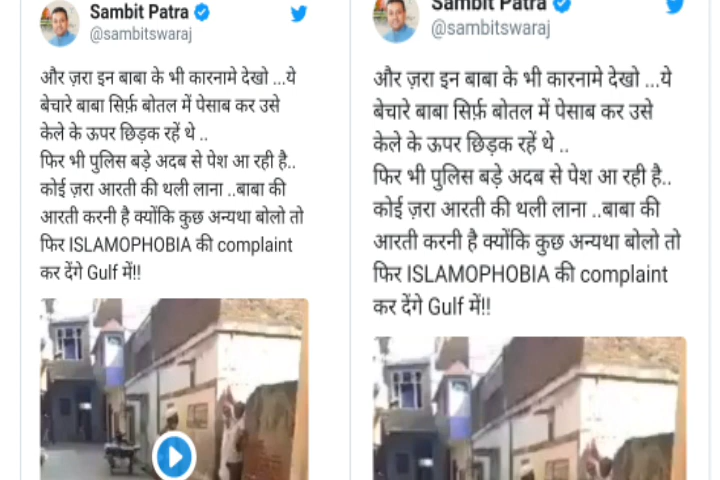 Sambit Patra
@sambitswaraj
और ज़रा इन बाबा के भी कारनामे देखो ...ये
बेचारे बाबा सिर्फ़ बोतल में पेसाब कर उसे
केले के ऊपर छिड़क रहें थे ..
फिर भी पुलिस बड़े अदब से पेश आ रही है..
कोई ज़रा आरती की थली लाना ..बाबा की
आरती करनी है क्योंकि कुछ अन्यथा बोलो तो
फिर ISLAMOPHOBIA की complaint
कर देंगे Gulf में!!
Sambit Patra
@sambitswaraj
और ज़रा इन बाबा के भी कारनामे देखो ...ये
बेचारे बाबा सिर्फ़ बोतल में पेसाब कर उसे
केले के ऊपर छिड़क रहें थे ..
फिर भी पुलिस बड़े अदब से पेश आ रही है..
कोई ज़रा आरती की थली लाना ..बाबा की
आरती करनी है क्योंकि कुछ अन्यथा बोलो तो
फिर ISLAMOPHOBIA की complaint
कर देंगे Gulf में!!